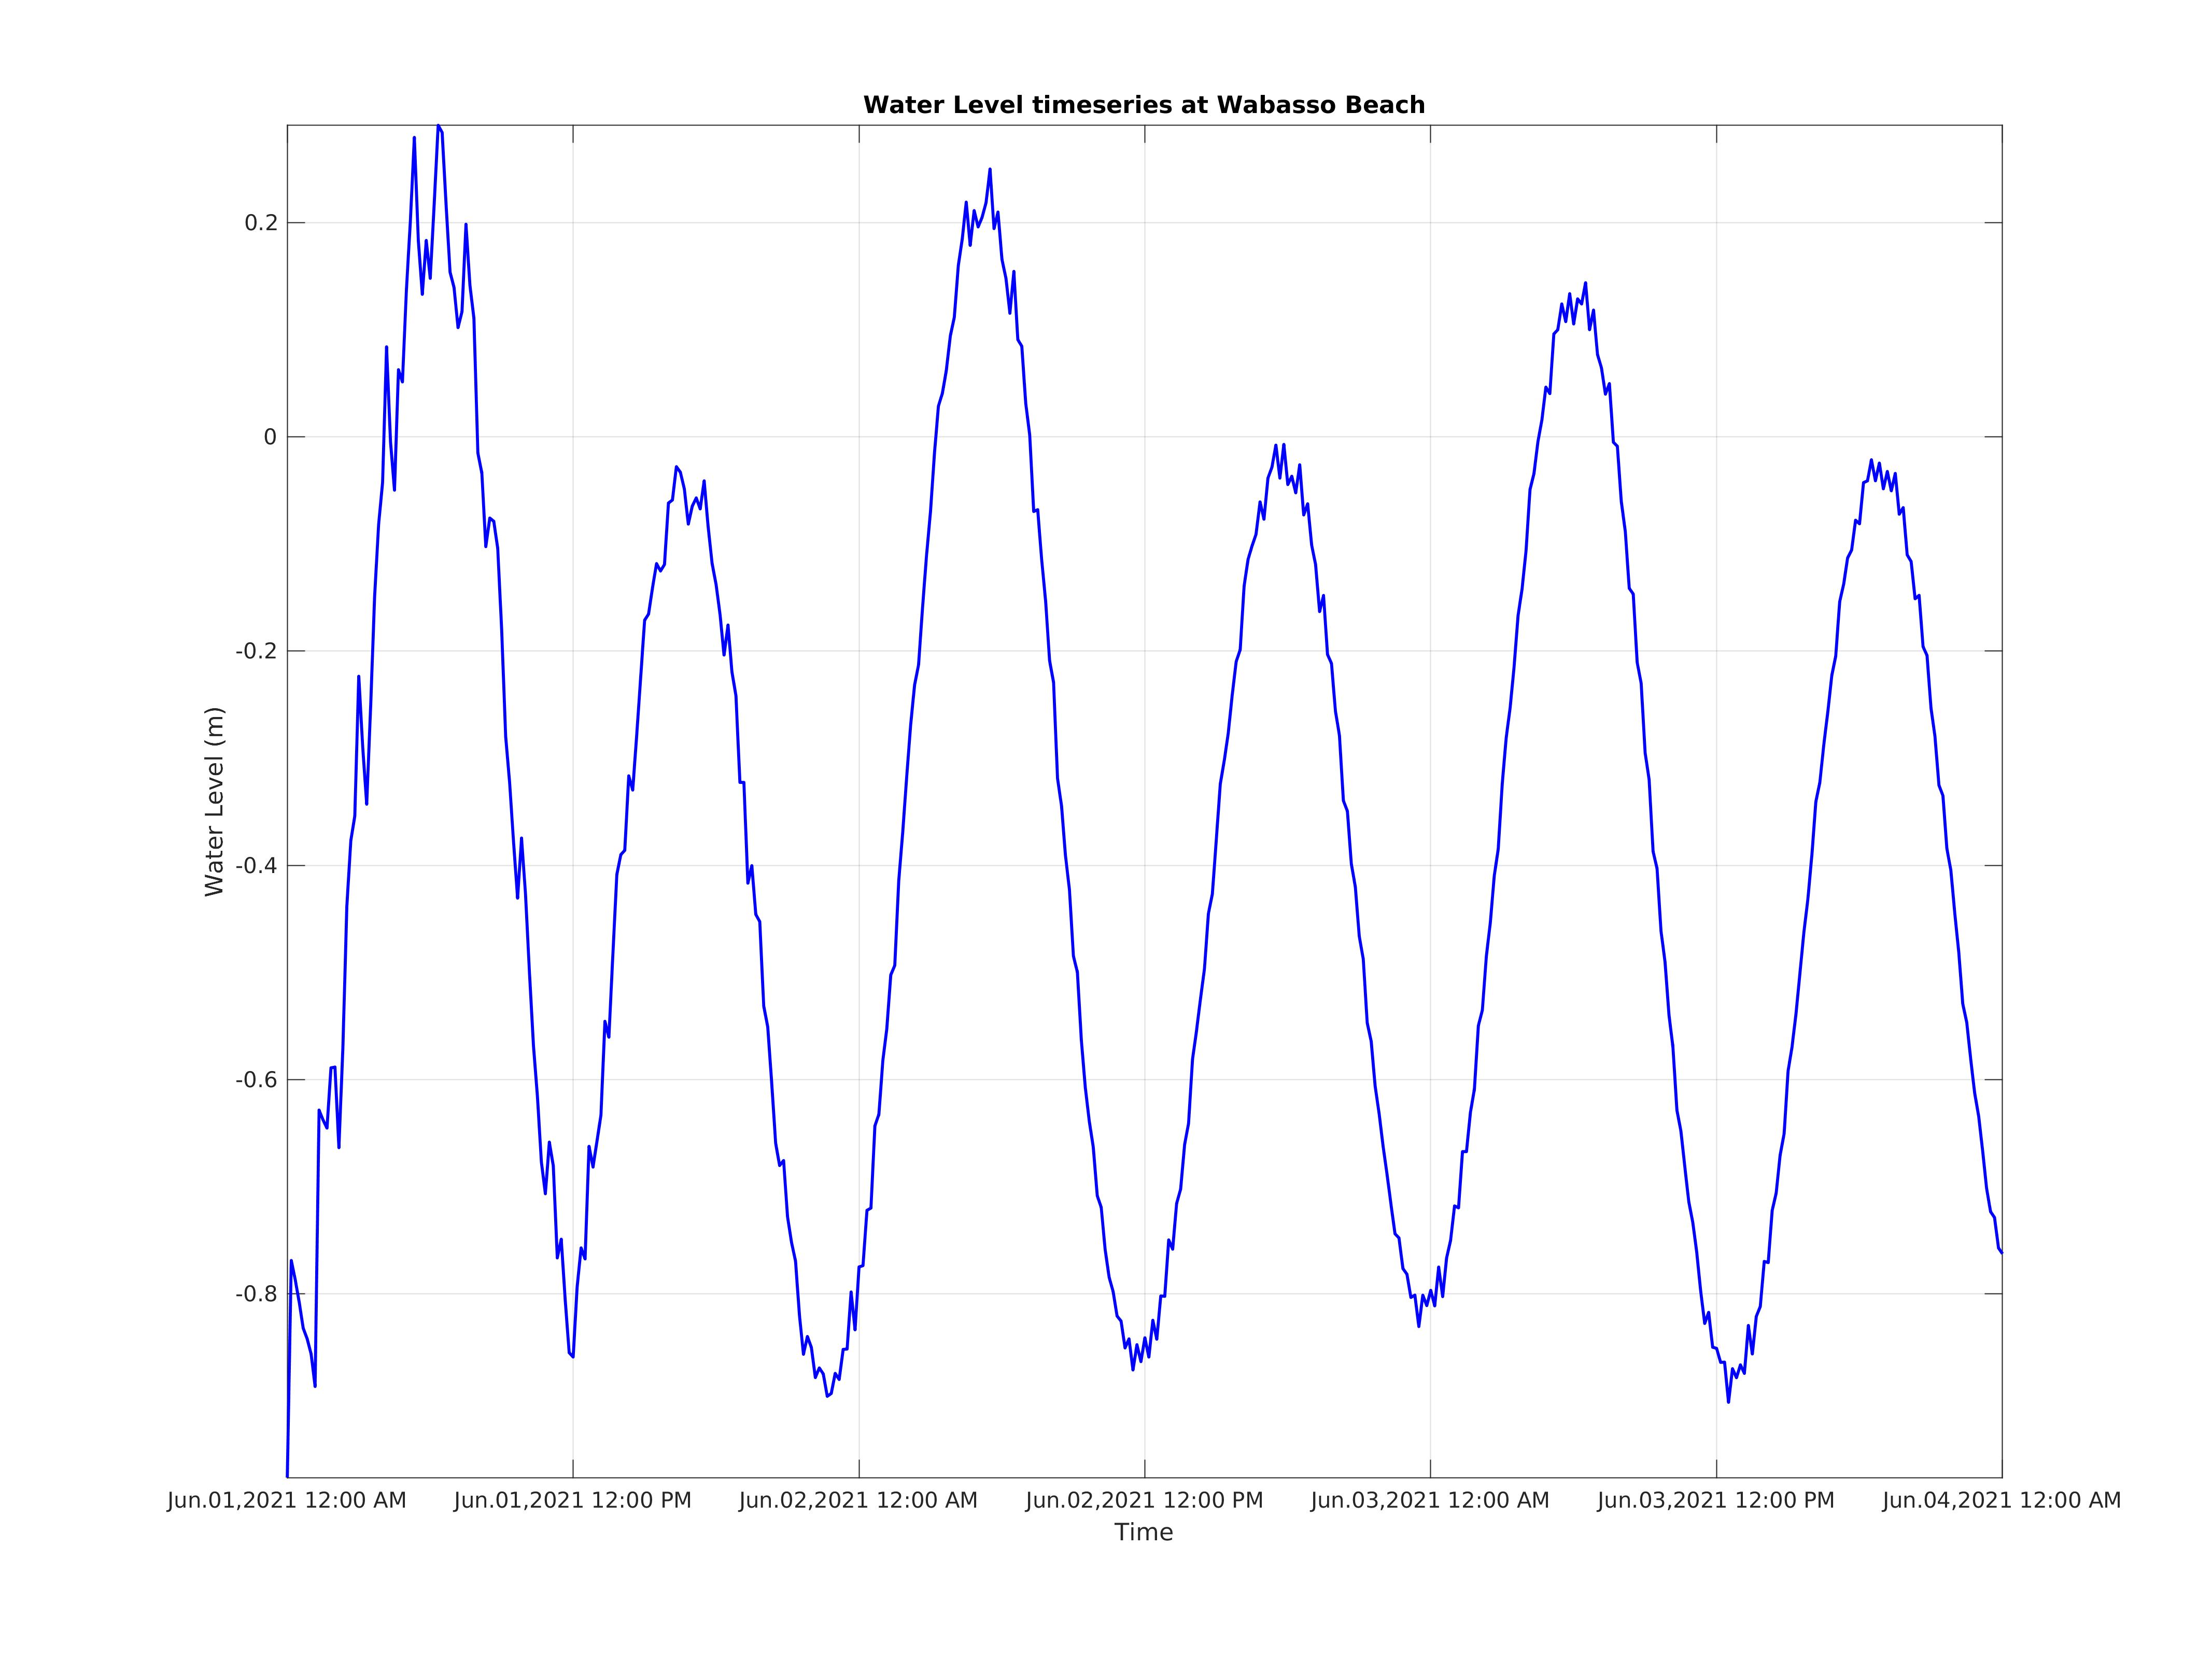 Water Level timeseries at Wabasso Beach
0.2
0
-0.2
-0.4
-0.6
-0.8
Water Level (m)
Jun.01,2021 12:00 AM
Jun.01,2021 12:00 PM
Jun.02,2021 12:00 AM
Jun.02,2021 12:00 PM
Jun.03,2021 12:00 AM
Jun.03,2021 12:00 PM
Jun.04,2021 12:00 AM
Time